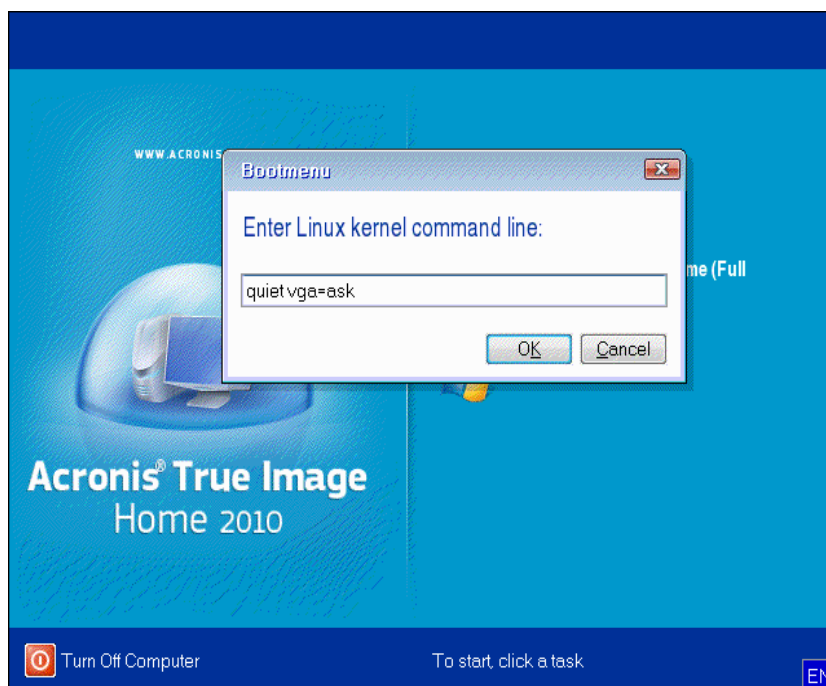 WWW.ACRONIS
Bootmenu
Enter Linux kernel command line:
quiet vga=ask
OK
Cancel
me (Full
Acronis® True Image
Home 2010
Turn Off Computer
To start, click a task
EN